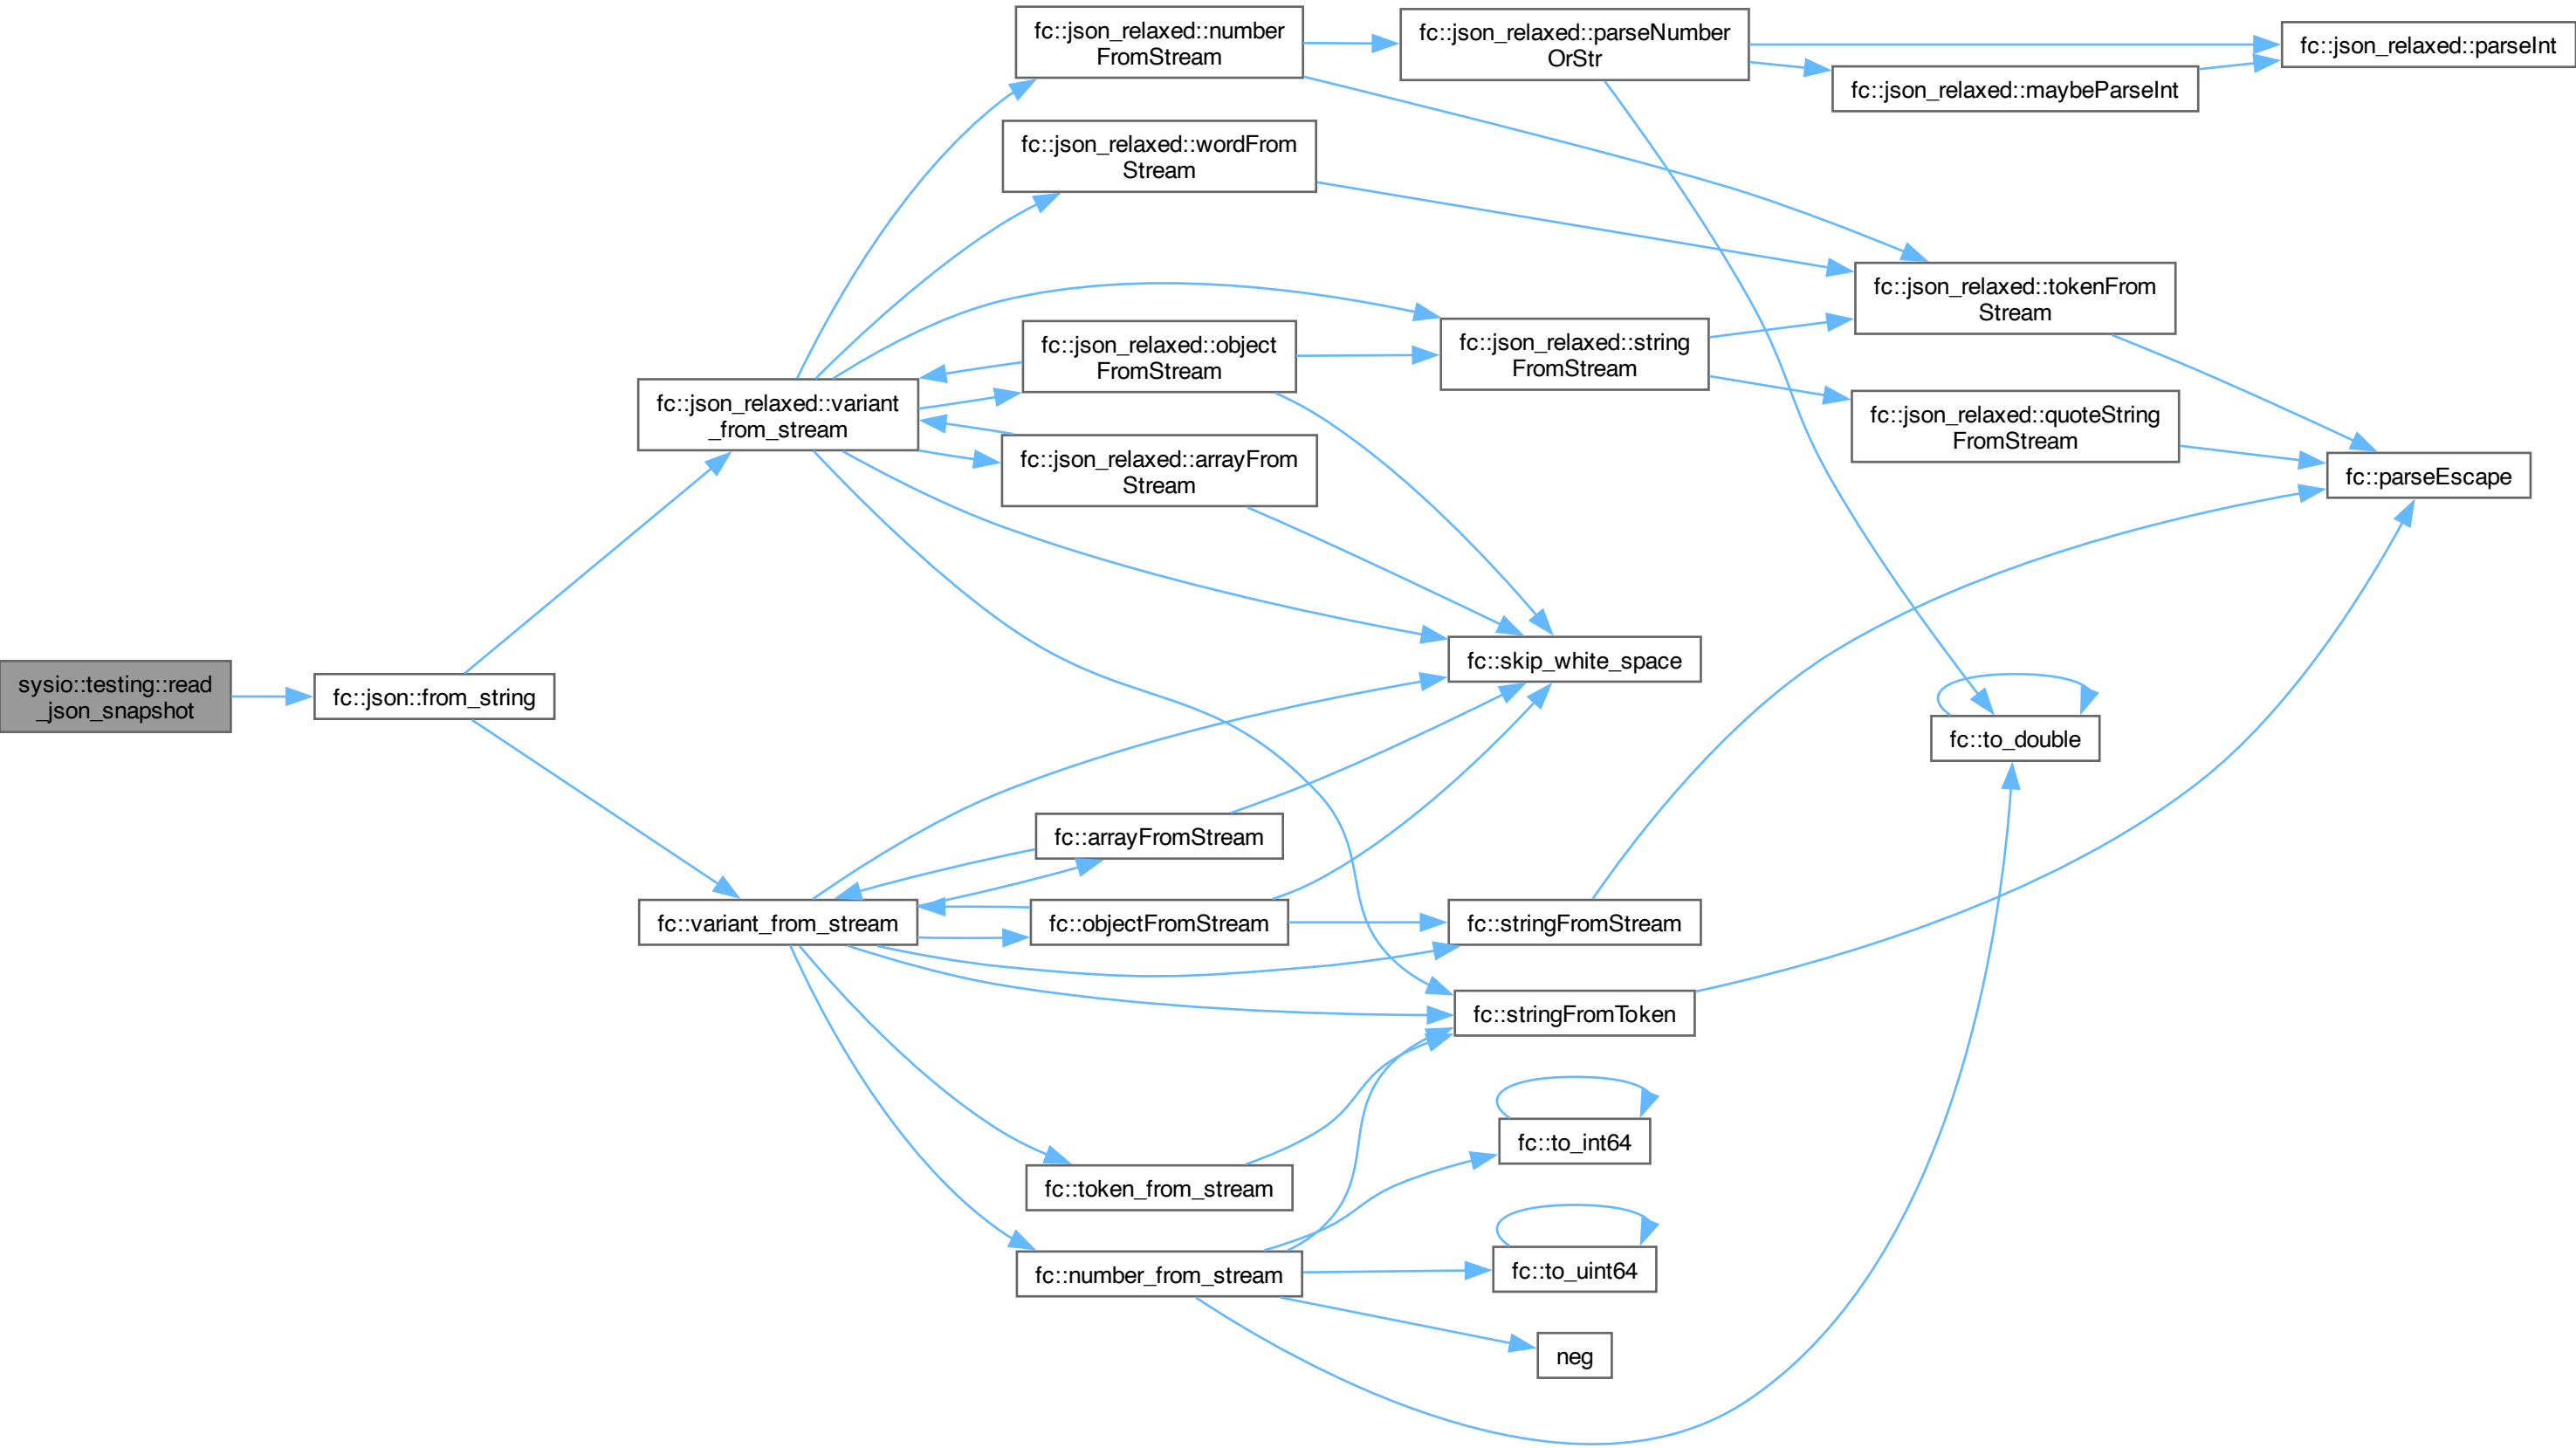 sysio::testing::read
_json_snapshot
fc::json::from_string
fc::json_relaxed::variant
_from_stream
fc::variant_from_stream
fc::json_relaxed::number
FromStream
fc::json_relaxed::wordFrom
Stream
fc::json_relaxed::object
FromStream
fc::json_relaxed::arrayFrom
Stream
fc::arrayFromStream
fc::objectFromStream
fc::token_from_stream
fc::number_from_stream
fc::json_relaxed::parseNumber
OrStr
fc::json_relaxed::string
FromStream
fc::skip_white_space
fc::stringFromStream
fc::stringFromToken
fc::to_int64
fc::to_uint64
neg
fc::json_relaxed::maybeParseInt
fc::json_relaxed::tokenFrom
Stream
fc::json_relaxed::quoteString
FromStream
fc::to_double
fc::json_relaxed::parseInt
fc::parseEscape